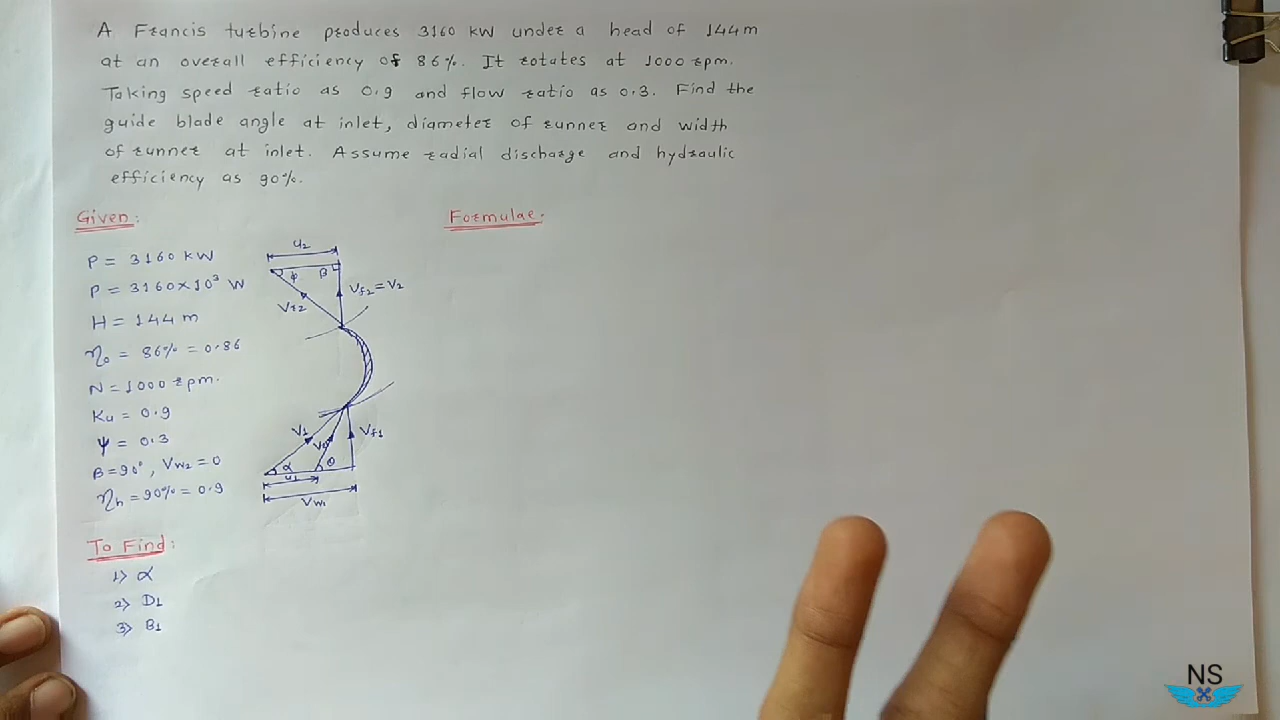 A Francis turbine produces 3160 kW under a head of 144m
at an overall efficiency of 86%. It rotates at 1000 rpm.
Taking speed ratio as 0.9 and flow ratio as 0.3. Find the
guide blade angle at inlet, diameter of runner and width
of runner at inlet. Assume radial discharge and hydraulic
efficiency as 90%.
Given:
P = 3160 kW
P = 3160×10³ W
H = 144 m
η₀ = 86% = 0.86
N = 1000 rpm.
Ku = 0.9
ψ = 0.3
β = 90°, Vw₂ = 0
ηh = 90% = 0.9
To Find:
1> α
2> D₁
3> B₁
u₂
φ
β
Vf₂ = V₂
Vr₂
V₁
Vf₁
α
θ
u₁
Vw₁
Formulae.
NS